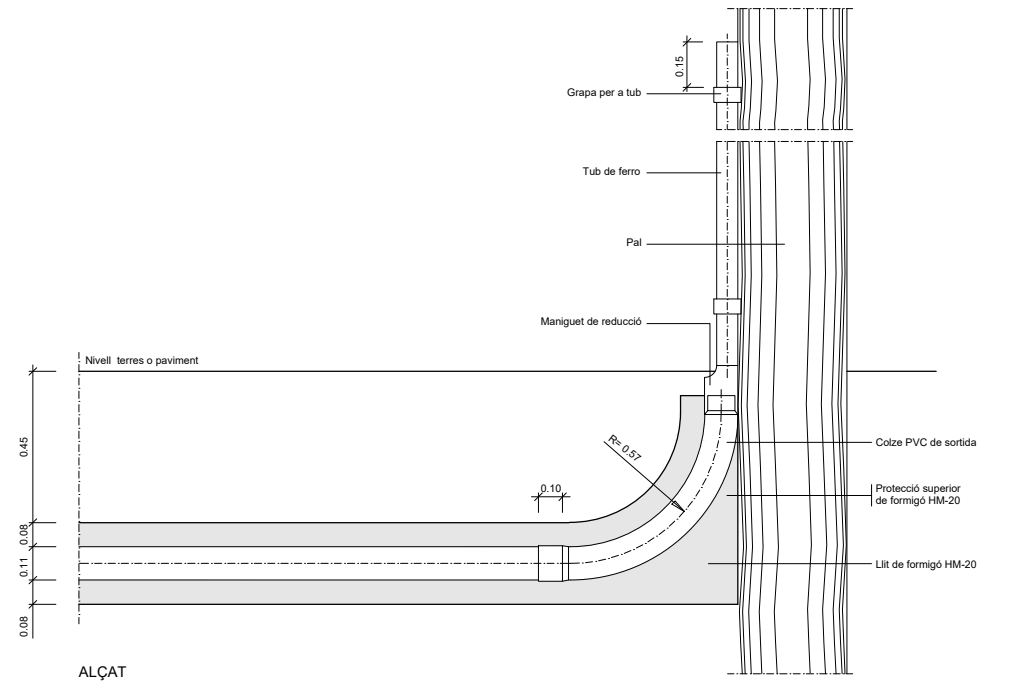 0.15
Grapa per a tub
Tub de ferro
Pal
Maniguet de reducció
Nivell terres o paviment
0.45
R= 0.57
Colze PVC de sortida
0.10
Protecció superior
de formigó HM-20
0.08
0.11
Llit de formigó HM-20
0.08
ALÇAT